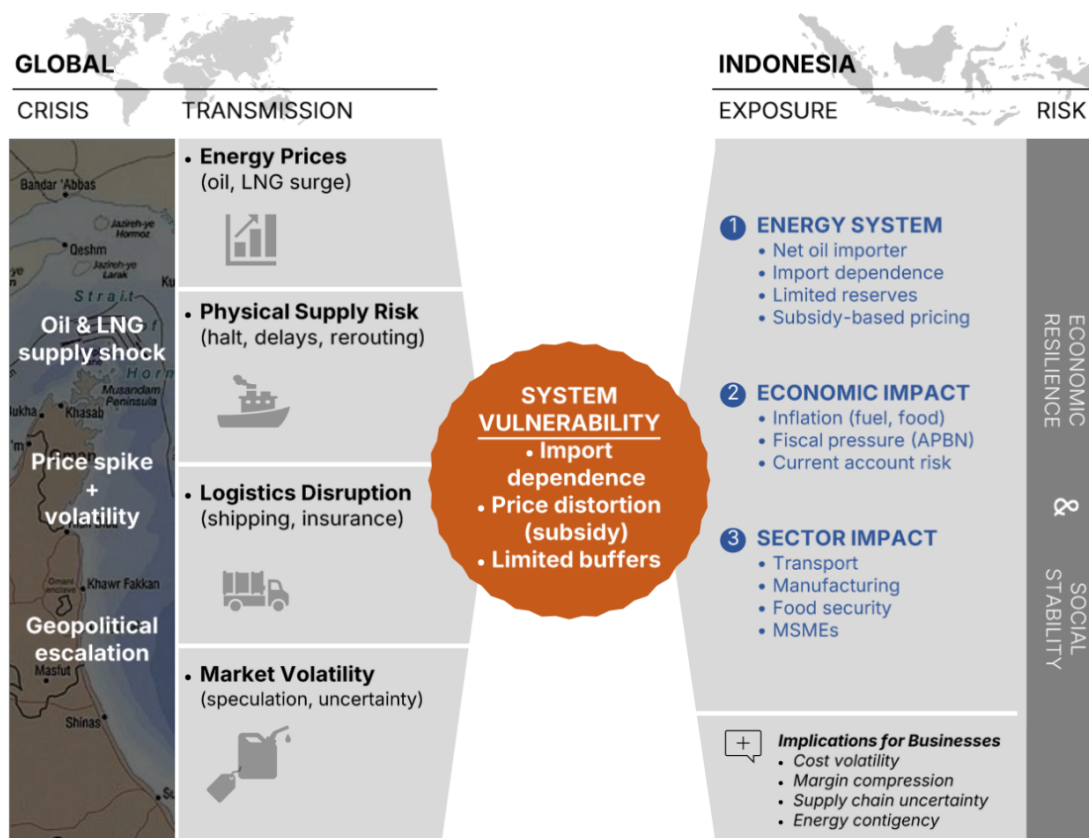 GLOBAL
CRISIS
TRANSMISSION
Bandar 'Abbas
Jazireh-ye
Hormoz
Qeshm
Jazireh-ye
Larak
Strait
Oil & LNG
supply shock
Musandam
Peninsula
Khasab
Price spike
+
volatility
Khawr Fakkan
Omani
enclave
Geopolitical
escalation
Masfut
Shinas
• Energy Prices
(oil, LNG surge)
• Physical Supply Risk
(halt, delays, rerouting)
• Logistics Disruption
(shipping, insurance)
• Market Volatility
(speculation, uncertainty)
SYSTEM
VULNERABILITY
• Import
dependence
• Price distortion
(subsidy)
• Limited buffers
INDONESIA
EXPOSURE
RISK
1 ENERGY SYSTEM
• Net oil importer
• Import dependence
• Limited reserves
• Subsidy-based pricing
2 ECONOMIC IMPACT
• Inflation (fuel, food)
• Fiscal pressure (APBN)
• Current account risk
3 SECTOR IMPACT
• Transport
• Manufacturing
• Food security
• MSMEs
Implications for Businesses
• Cost volatility
• Margin compression
• Supply chain uncertainty
• Energy contigency
ECONOMIC
RESILIENCE
&
SOCIAL
STABILITY